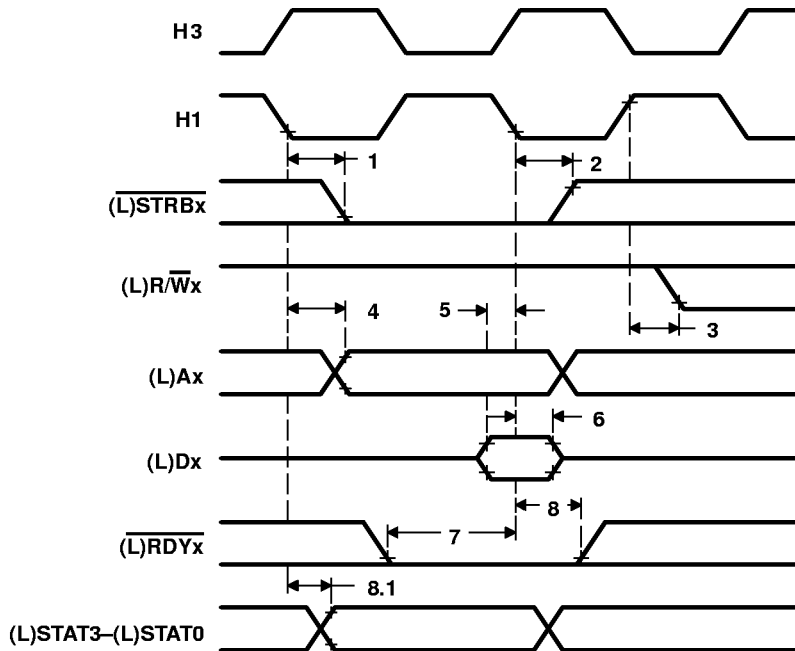 H3
H1
1
2
(L)STRBx
(L)R/Wx
4
5
3
(L)Ax
6
(L)Dx
8
7
(L)RDYx
8.1
(L)STAT3–(L)STAT0